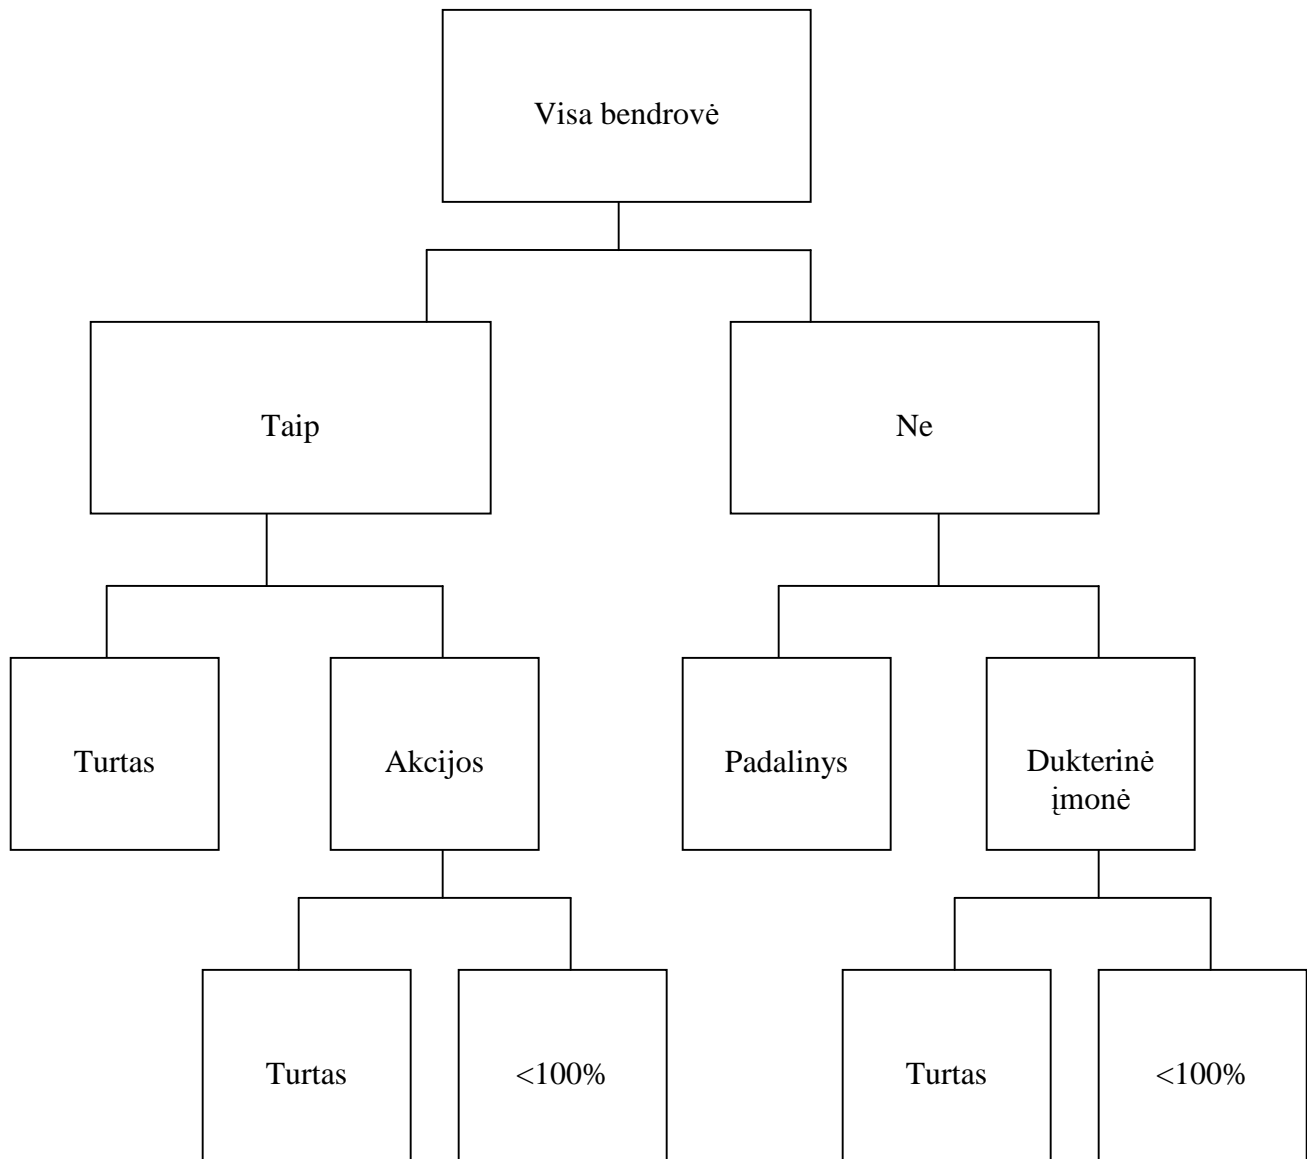 Visa bendrovė
Taip
Ne
Turtas
Akcijos
Padalinys
Dukterinė
įmonė
Turtas
<100%
Turtas
<100%